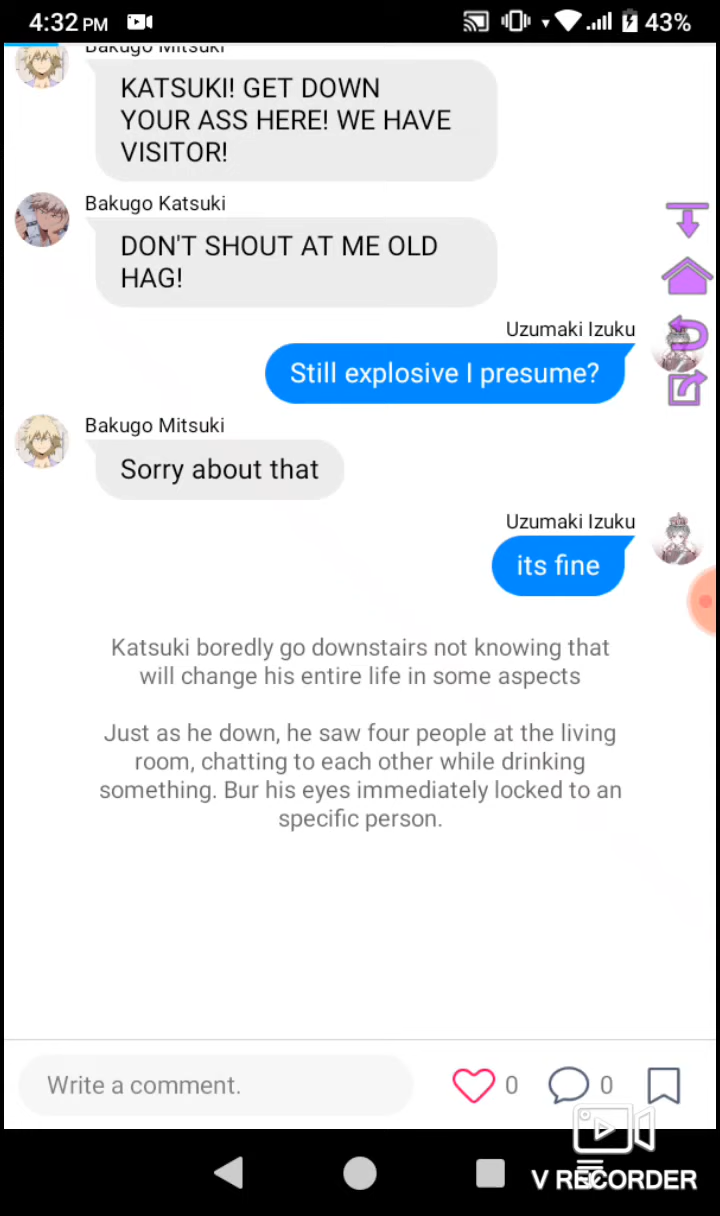 4:32 PM
43%
Bakugo Mitsuki
KATSUKI! GET DOWN
YOUR ASS HERE! WE HAVE
VISITOR!
Bakugo Katsuki
DON'T SHOUT AT ME OLD
HAG!
Uzumaki Izuku
Still explosive I presume?
Bakugo Mitsuki
Sorry about that
Uzumaki Izuku
its fine
Katsuki boredly go downstairs not knowing that
will change his entire life in some aspects
Just as he down, he saw four people at the living
room, chatting to each other while drinking
something. Bur his eyes immediately locked to an
specific person.
Write a comment.
0
0
V RECORDER